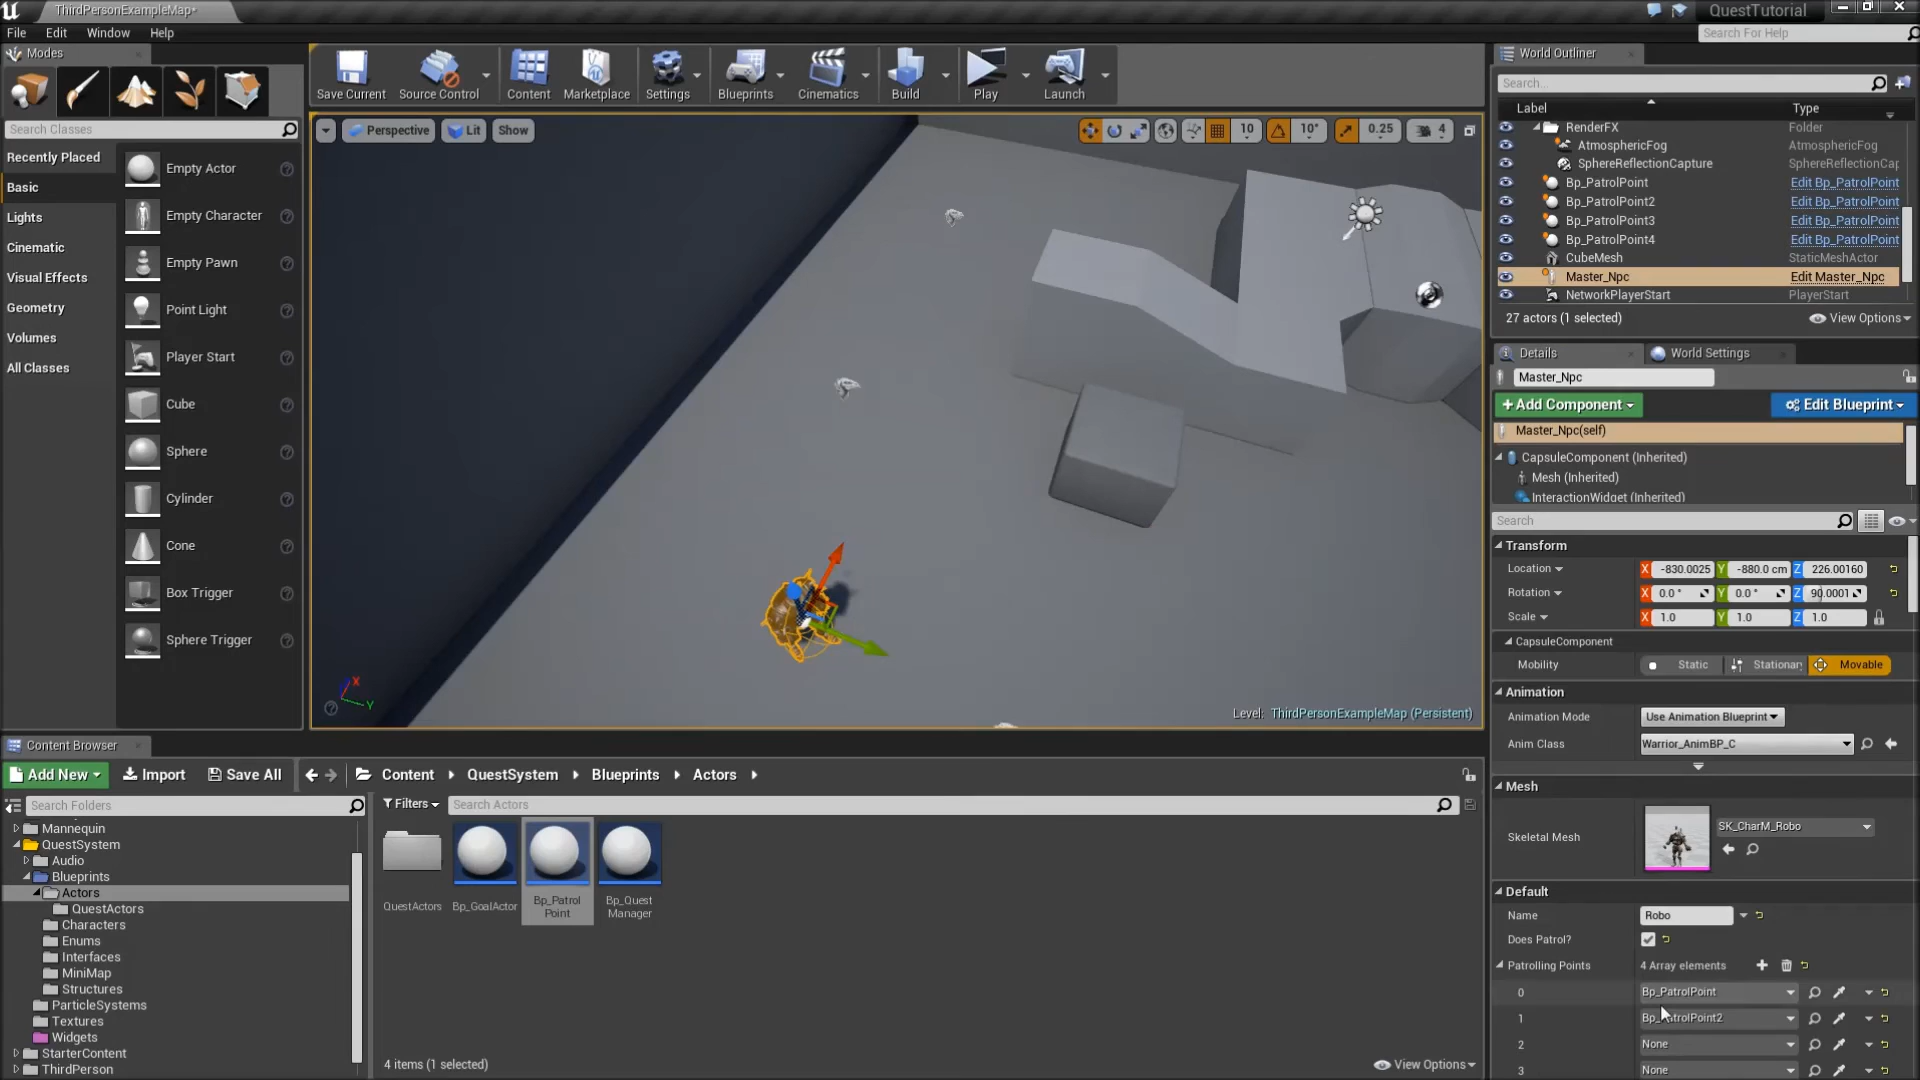 ThirdPersonExampleMap*
QuestTutorial
File Edit Window Help
Search For Help
Modes
Search Classes
Recently Placed
Basic
Lights
Cinematic
Visual Effects
Geometry
Volumes
All Classes
Empty Actor
Empty Character
Empty Pawn
Point Light
Player Start
Cube
Sphere
Cylinder
Cone
Box Trigger
Sphere Trigger
Save Current Source Control Content Marketplace Settings Blueprints Cinematics Build Play Launch
Perspective Lit Show
10 10° 0.25 4
X
Y
Level: ThirdPersonExampleMap (Persistent)
World Outliner
Search...
Label Type
RenderFX Folder
AtmosphericFog AtmosphericFog
SphereReflectionCapture SphereReflectionCap
Bp_PatrolPoint Edit Bp_PatrolPoint
Bp_PatrolPoint2 Edit Bp_PatrolPoint
Bp_PatrolPoint3 Edit Bp_PatrolPoint
Bp_PatrolPoint4 Edit Bp_PatrolPoint
CubeMesh StaticMeshActor
Master_Npc Edit Master_Npc
NetworkPlayerStart PlayerStart
27 actors (1 selected) View Options
Details World Settings
Master_Npc
+Add Component Edit Blueprint
Master_Npc(self)
CapsuleComponent (Inherited)
Mesh (Inherited)
InteractionWidget (Inherited)
Search
Transform
Location X -830.0025 Y -880.0 cm Z 226.00160
Rotation X 0.0 ° Y 0.0 ° Z 90.0001
Scale X 1.0 Y 1.0 Z 1.0
CapsuleComponent
Mobility Static Stationary Movable
Animation
Animation Mode Use Animation Blueprint
Anim Class Warrior_AnimBP_C
Mesh
Skeletal Mesh SK_CharM_Robo
Default
Name Robo
Does Patrol?
Patrolling Points 4 Array elements
0 Bp_PatrolPoint
1 Bp_PatrolPoint2
2 None
3 None
Content Browser
Add New Import Save All Content QuestSystem Blueprints Actors
Search Folders
Filters Search Actors
Mannequin
QuestSystem
Audio
Blueprints
Actors
QuestActors
Characters
Enums
Interfaces
MiniMap
Structures
ParticleSystems
Textures
Widgets
StarterContent
ThirdPerson
QuestActors
Bp_GoalActor
Bp_Patrol
Point
Bp_Quest
Manager
4 items (1 selected) View Options